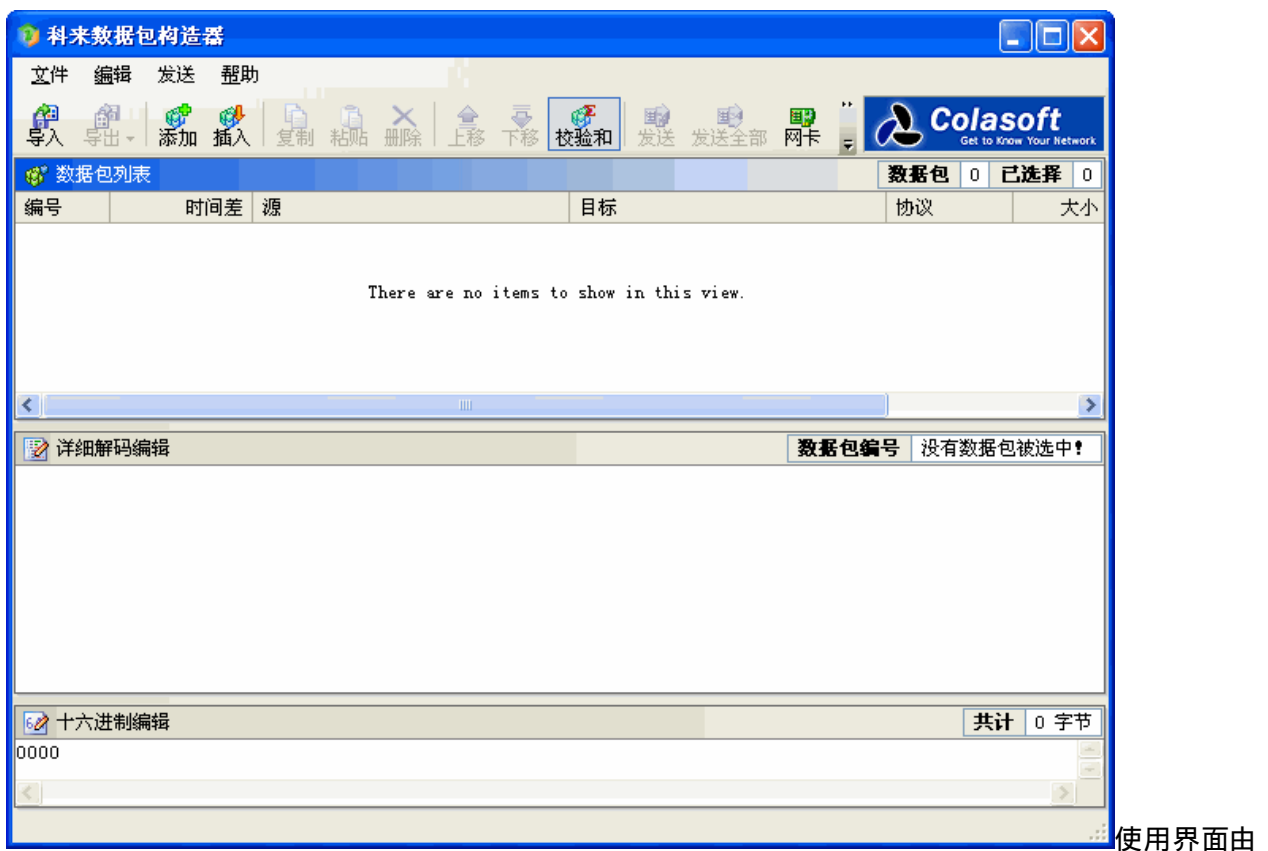 科来数据包构造器
文件 编辑 发送 帮助
导入 导出 添加 插入 复制 粘贴 删除 上移 下移 校验和 发送 发送全部 网卡
Colasoft
Get to Know Your Network
数据包列表 数据包 0 已选择 0
编号 时间差 源 目标 协议 大小
There are no items to show in this view.
详细解码编辑 数据包编号 没有数据包被选中!
十六进制编辑 共计 0 字节
0000
使用界面由